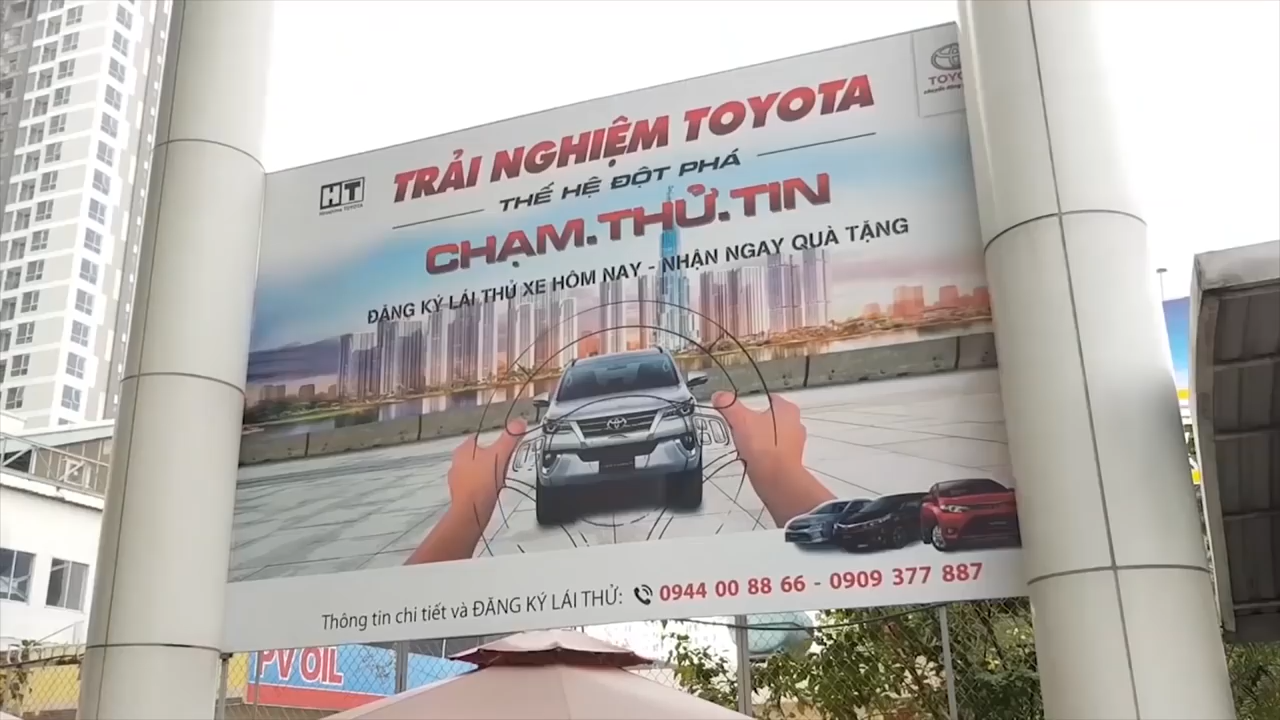 TOYO
HT
TRẢI NGHIỆM TOYOTA
THẾ HỆ ĐỘT PHÁ
CHẠM.THỬ.TIN
ĐĂNG KÝ LÁI THỬ XE HÔM NAY - NHẬN NGAY QUÀ TẶNG
Thông tin chi tiết và ĐĂNG KÝ LÁI THỬ: 0944 00 88 66 - 0909 377 887
PV OIL